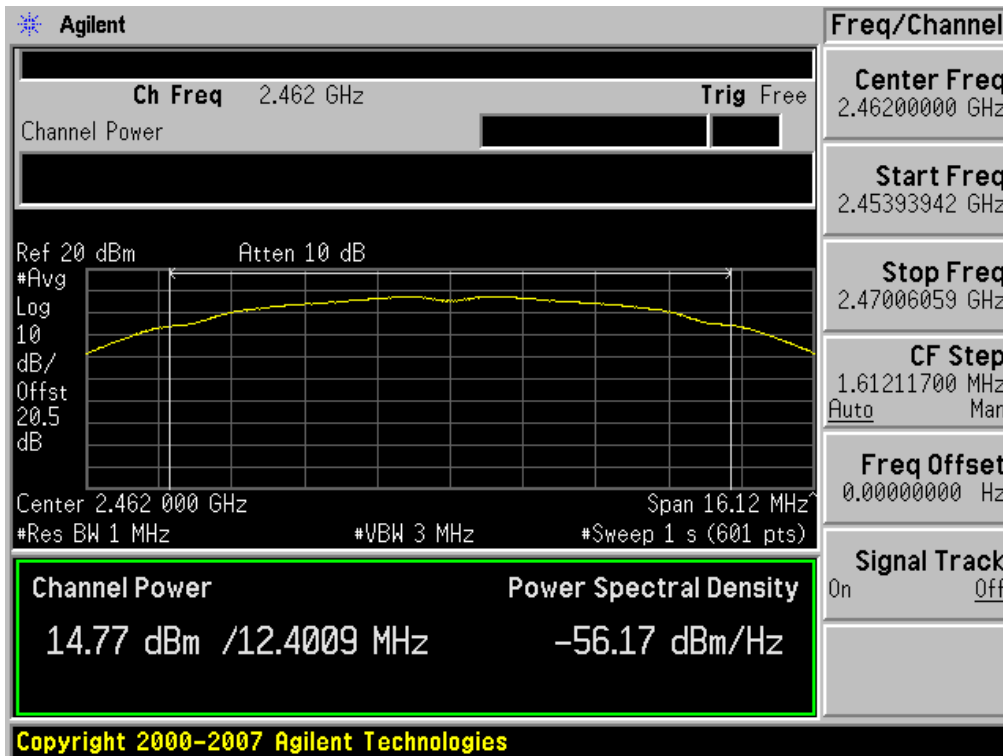 Agilent
Freq/Channel
Ch Freq 2.462 GHz Trig Free
Channel Power
Center Freq
2.46200000 GHz
Start Freq
2.45393942 GHz
Stop Freq
2.47006059 GHz
CF Step
1.61211700 MHz
Auto Man
Freq Offset
0.00000000 Hz
Signal Track
On Off
Ref 20 dBm Atten 10 dB
#Avg
Log
10
dB/
Offst
20.5
dB
Center 2.462 000 GHz Span 16.12 MHz^
#Res BW 1 MHz #VBW 3 MHz #Sweep 1 s (601 pts)
Channel Power Power Spectral Density
14.77 dBm /12.4009 MHz -56.17 dBm/Hz
Copyright 2000-2007 Agilent Technologies